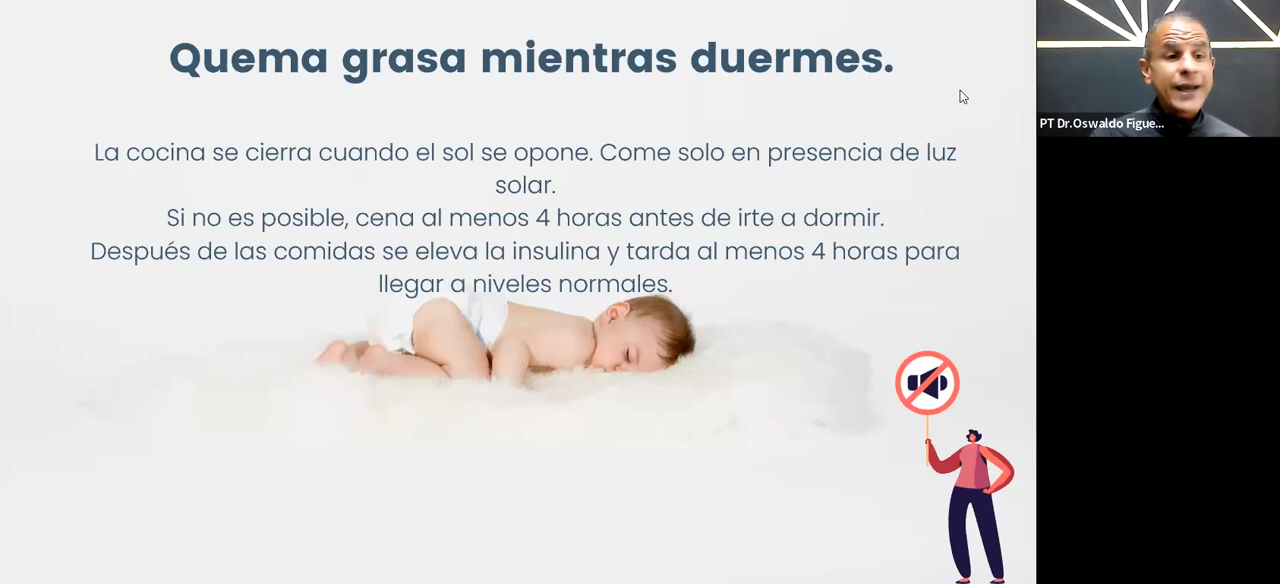 Quema grasa mientras duermes.
La cocina se cierra cuando el sol se opone. Come solo en presencia de luz
solar.
Si no es posible, cena al menos 4 horas antes de irte a dormir.
Después de las comidas se eleva la insulina y tarda al menos 4 horas para
llegar a niveles normales.
PT Dr.Oswaldo Figue...